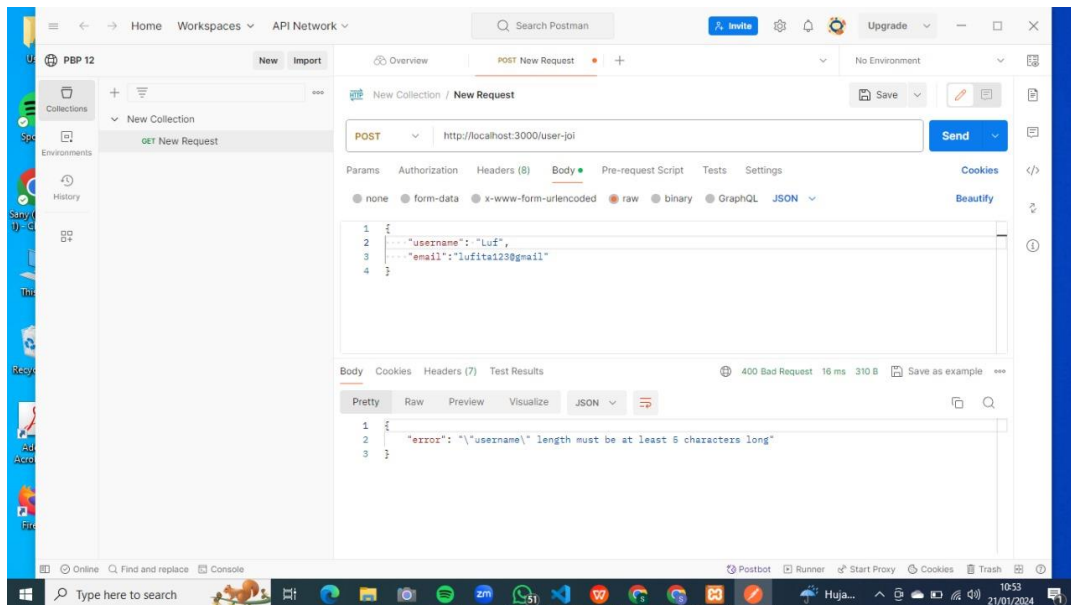 Home Workspaces API Network Search Postman Invite Upgrade
PBP 12 New Import Overview POST New Request + No Environment
Collections
Environments
History
New Collection
GET New Request
HTTP New Collection / New Request Save
POST http://localhost:3000/user-joi Send
Params Authorization Headers (8) Body Pre-request Script Tests Settings Cookies
none form-data x-www-form-urlencoded raw binary GraphQL JSON Beautify
1 {
2 "username": "Luf",
3 "email":"lufita123@gmail"
4 }
Body Cookies Headers (7) Test Results 400 Bad Request 16 ms 310 B Save as example
Pretty Raw Preview Visualize JSON
1 {
2 "error": "\"username\" length must be at least 5 characters long"
3 }
Online Find and replace Console Postbot Runner Start Proxy Cookies Trash
Type here to search zm 51 Huja... 10:53
21/01/2024